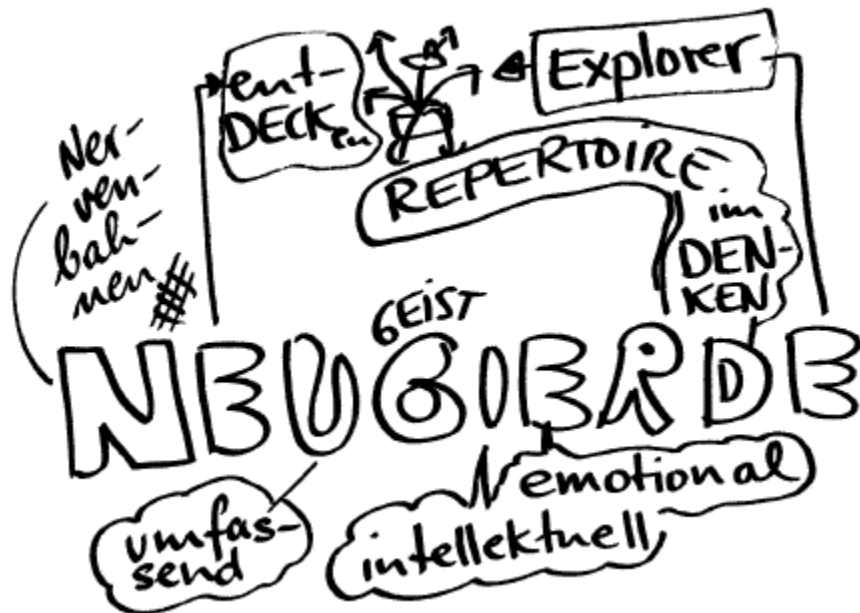 ent-
DECKen
Explorer
REPERTOIRE
im
DEN-
KEN
Ner-
ven-
bah-
nen
GEIST
NEUGIERDE
umfas-
send
emotional
intellektuell